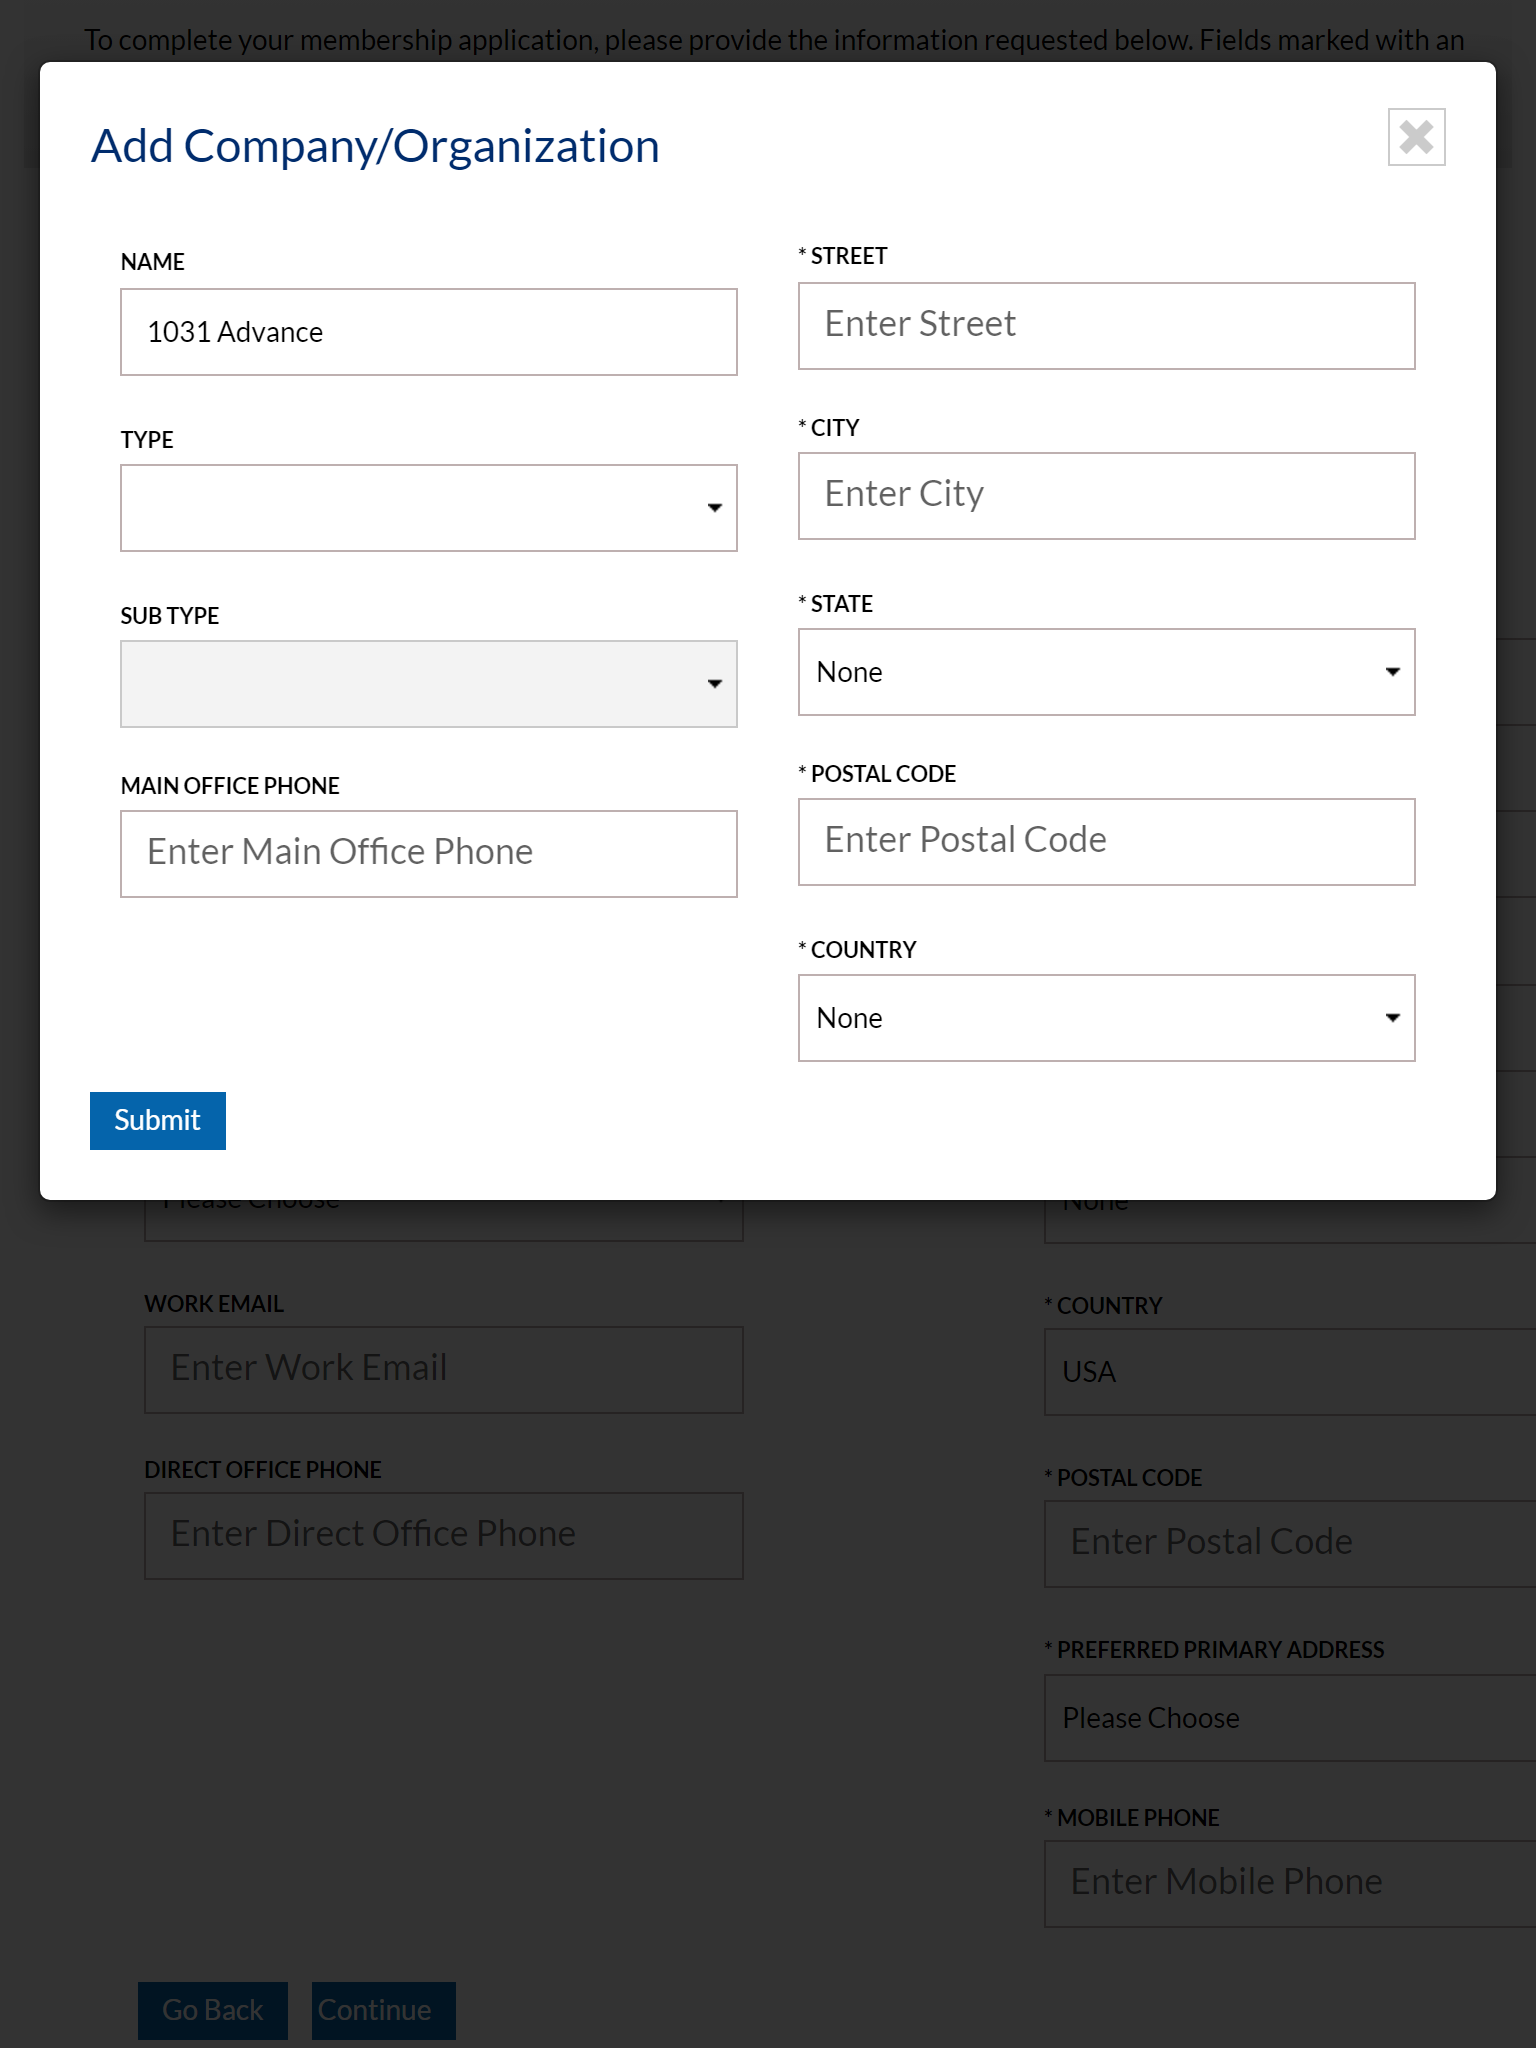 To complete your membership application, please provide the information requested below. Fields marked with an
Add Company/Organization
NAME
1031 Advance
TYPE
SUB TYPE
MAIN OFFICE PHONE
Enter Main Office Phone
* STREET
Enter Street
* CITY
Enter City
* STATE
None
* POSTAL CODE
Enter Postal Code
* COUNTRY
None
Submit
Please Choose
WORK EMAIL
Enter Work Email
DIRECT OFFICE PHONE
Enter Direct Office Phone
None
* COUNTRY
USA
* POSTAL CODE
Enter Postal Code
* PREFERRED PRIMARY ADDRESS
Please Choose
* MOBILE PHONE
Enter Mobile Phone
Go Back
Continue